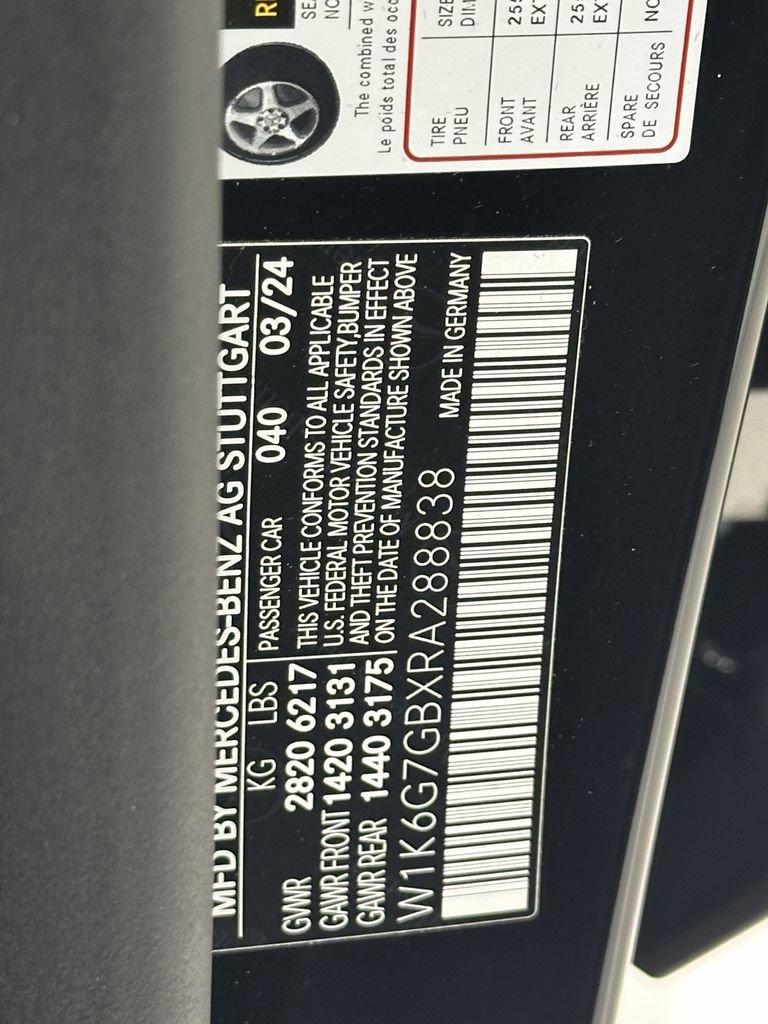 MFD BY MERCEDES-BENZ AG STUTTGART
KG LBS
GVWR 2820 6217
GAWR FRONT 1420 3131
GAWR REAR 1440 3175
PASSENGER CAR 040 03/24
THIS VEHICLE CONFORMS TO ALL APPLICABLE
U.S. FEDERAL MOTOR VEHICLE SAFETY,BUMPER
AND THEFT PREVENTION STANDARDS IN EFFECT
ON THE DATE OF MANUFACTURE SHOWN ABOVE
W1K6G7GBXRA288838 MADE IN GERMANY
The combined
Le poids total des
TIRE
PNEU
FRONT
AVANT
REAR
ARRIÈRE
SPARE
DE SECOURS